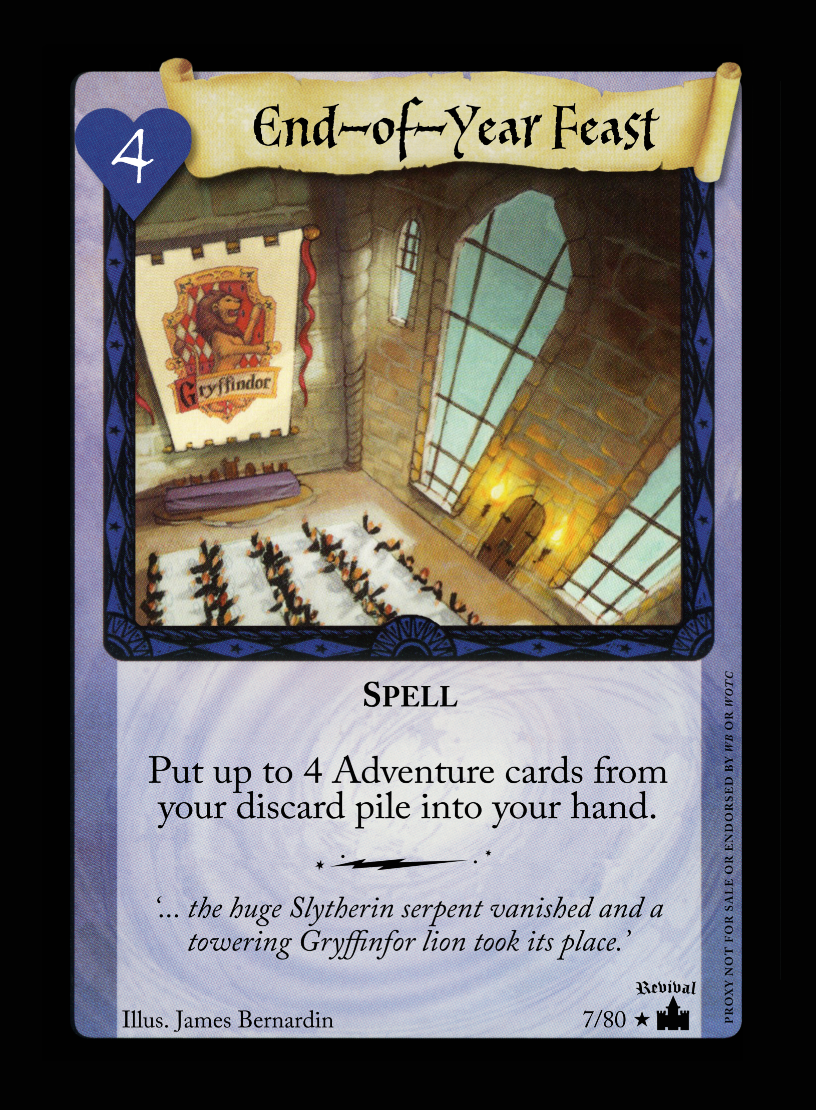 End-of-Year Feast
4
Gryffindor
SPELL
Put up to 4 Adventure cards from
your discard pile into your hand.
‘... the huge Slytherin serpent vanished and a
towering Gryffinfor lion took its place.’
Revival
Illus. James Bernardin
7/80
PROXY NOT FOR SALE OR ENDORSED BY WB OR WOTC